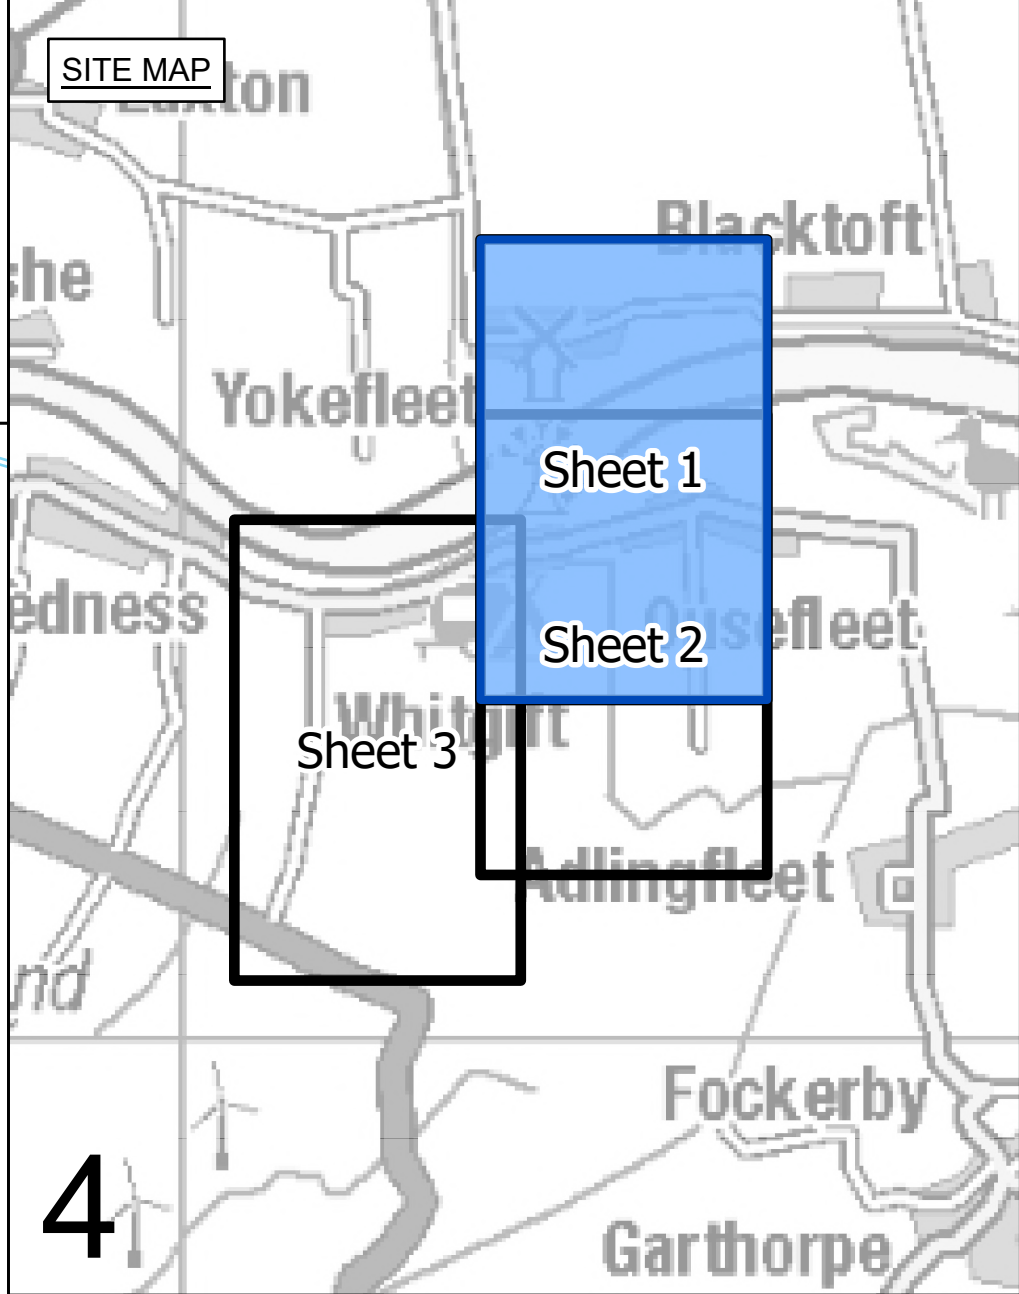 SITE MAP
Blacktoft
Yokefleet
Sheet 1
Sheet 2
Ousefleet
Whitgift
Sheet 3
Adlingfleet
Fockerby
4
Garthorpe